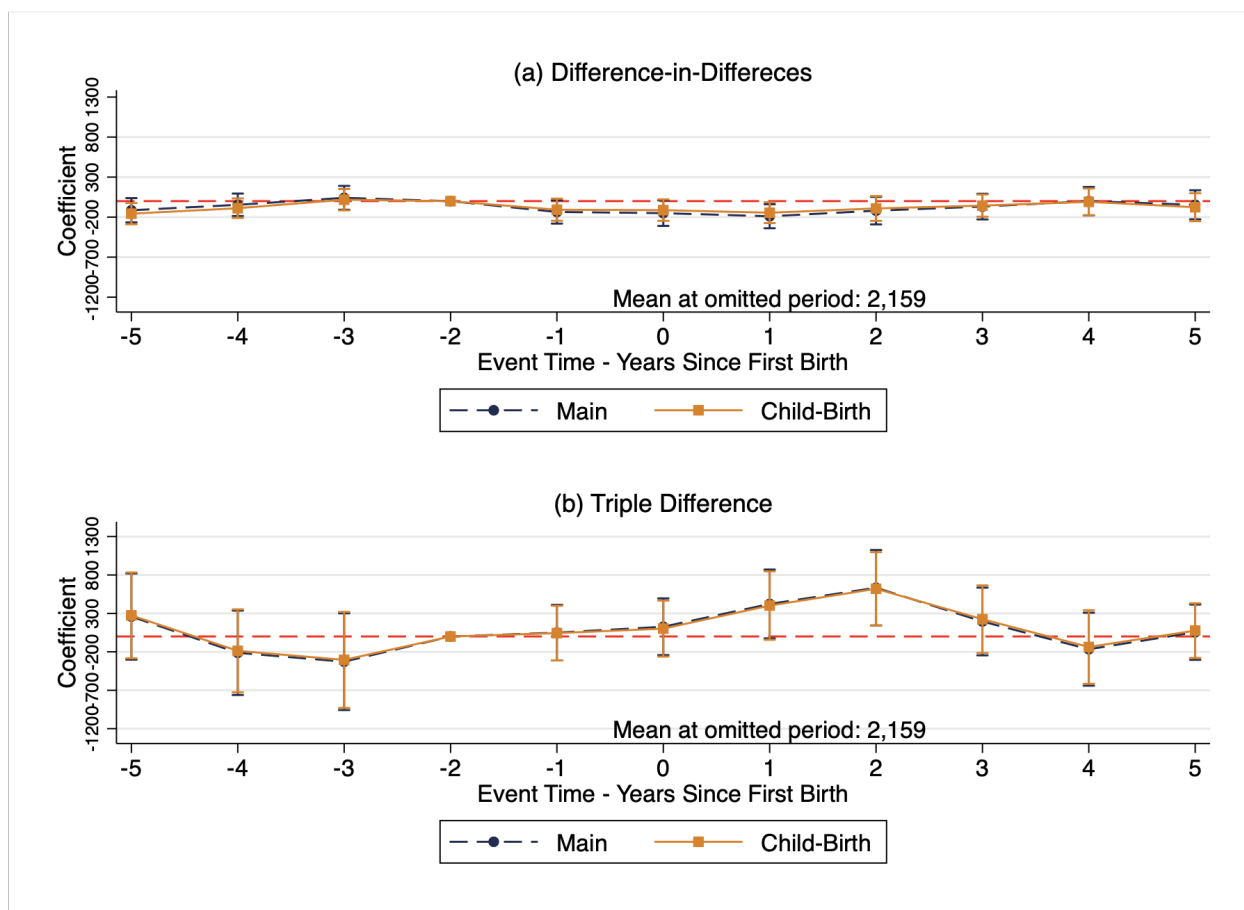 (a) Difference-in-Differeces
1300
800
300
-200
-700
-1200
Coefficient
Mean at omitted period: 2,159
-5 -4 -3 -2 -1 0 1 2 3 4 5
Event Time - Years Since First Birth
Main Child-Birth
(b) Triple Difference
1300
800
300
-200
-700
-1200
Coefficient
Mean at omitted period: 2,159
-5 -4 -3 -2 -1 0 1 2 3 4 5
Event Time - Years Since First Birth
Main Child-Birth